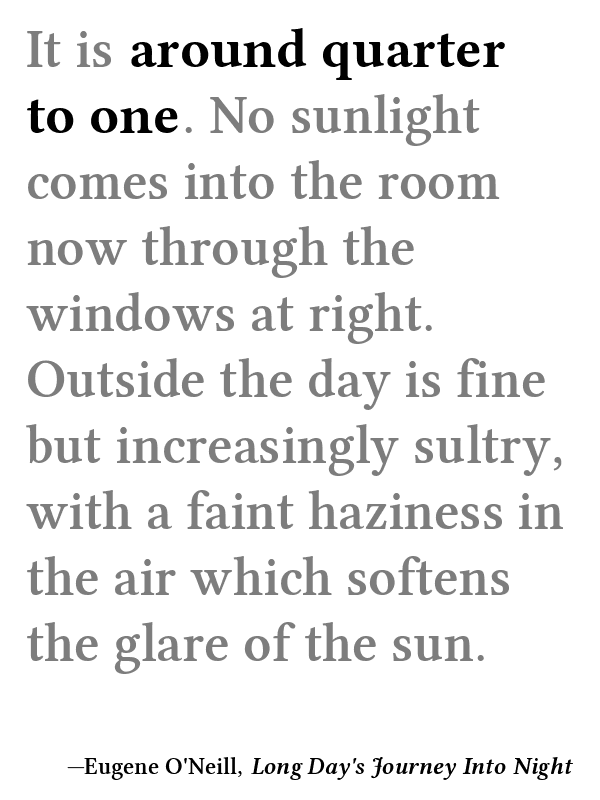 It is around quarter
to one. No sunlight
comes into the room
now through the
windows at right.
Outside the day is fine
but increasingly sultry,
with a faint haziness in
the air which softens
the glare of the sun.
—Eugene O'Neill, Long Day's Journey Into Night